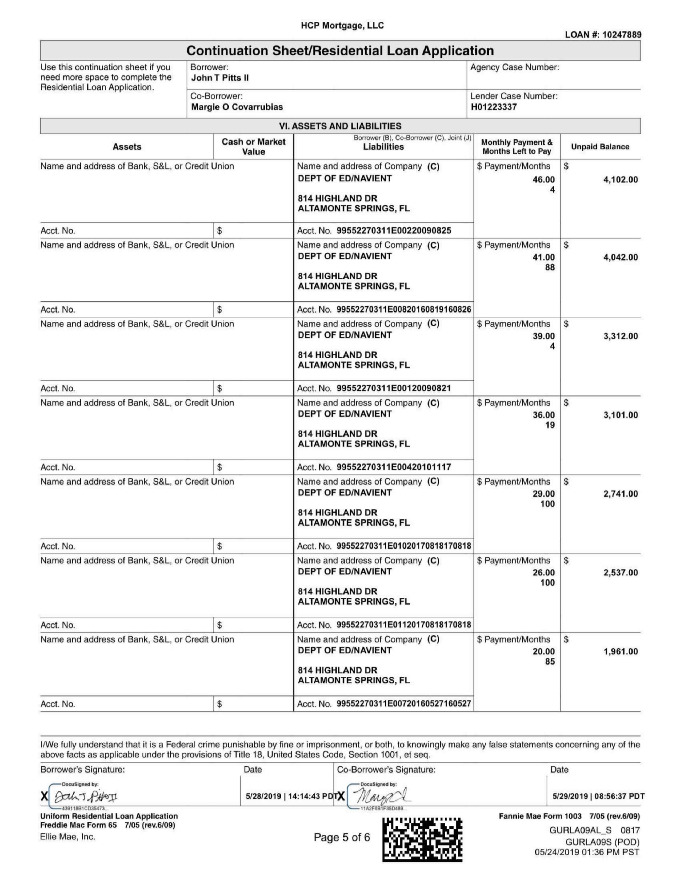 HCP Mortgage, LLC
LOAN #: 10247889
Continuation Sheet/Residential Loan Application
Use this continuation sheet if you need more space to complete the Residential Loan Application.
Borrower:
John T Pitts II
Agency Case Number:
Co-Borrower:
Margie O Covarrubias
Lender Case Number:
H01223337
VI. ASSETS AND LIABILITIES
Borrower (B), Co-Borrower (C), Joint (J)
Assets
Cash or Market Value
Liabilities
Monthly Payment & Months Left to Pay
Unpaid Balance
Name and address of Bank, S&L, or Credit Union
Name and address of Company (C)
$ Payment/Months
$
DEPT OF ED/NAVIENT
46.00
4,102.00
4
814 HIGHLAND DR
ALTAMONTE SPRINGS, FL
Acct. No.
$
Acct. No. 99552270311E00220090825
Name and address of Bank, S&L, or Credit Union
Name and address of Company (C)
$ Payment/Months
$
DEPT OF ED/NAVIENT
41.00
4,042.00
88
814 HIGHLAND DR
ALTAMONTE SPRINGS, FL
Acct. No.
$
Acct. No. 99552270311E00820160819160826
Name and address of Bank, S&L, or Credit Union
Name and address of Company (C)
$ Payment/Months
$
DEPT OF ED/NAVIENT
39.00
3,312.00
4
814 HIGHLAND DR
ALTAMONTE SPRINGS, FL
Acct. No.
$
Acct. No. 99552270311E00120090821
Name and address of Bank, S&L, or Credit Union
Name and address of Company (C)
$ Payment/Months
$
DEPT OF ED/NAVIENT
36.00
3,101.00
19
814 HIGHLAND DR
ALTAMONTE SPRINGS, FL
Acct. No.
$
Acct. No. 99552270311E00420101117
Name and address of Bank, S&L, or Credit Union
Name and address of Company (C)
$ Payment/Months
$
DEPT OF ED/NAVIENT
29.00
2,741.00
100
814 HIGHLAND DR
ALTAMONTE SPRINGS, FL
Acct. No.
$
Acct. No. 99552270311E01020170818170818
Name and address of Bank, S&L, or Credit Union
Name and address of Company (C)
$ Payment/Months
$
DEPT OF ED/NAVIENT
26.00
2,537.00
100
814 HIGHLAND DR
ALTAMONTE SPRINGS, FL
Acct. No.
$
Acct. No. 99552270311E01120170818170818
Name and address of Bank, S&L, or Credit Union
Name and address of Company (C)
$ Payment/Months
$
DEPT OF ED/NAVIENT
20.00
1,961.00
85
814 HIGHLAND DR
ALTAMONTE SPRINGS, FL
Acct. No.
$
Acct. No. 99552270311E00720160527160527
I/We fully understand that it is a Federal crime punishable by fine or imprisonment, or both, to knowingly make any false statements concerning any of the
above facts as applicable under the provisions of Title 18, United States Code, Section 1001, et seq.
Borrower's Signature:
Date
Co-Borrower's Signature:
Date
DocuSigned by:
X
5/28/2019 | 14:14:43 PDT
DocuSigned by:
X
5/29/2019 | 08:56:37 PDT
Uniform Residential Loan Application
Freddie Mac Form 65 7/05 (rev.6/09)
Fannie Mae Form 1003 7/05 (rev.6/09)
Ellie Mae, Inc.
Page 5 of 6
GURLA09AL_S 0817
GURLA09S (POD)
05/24/2019 01:36 PM PST